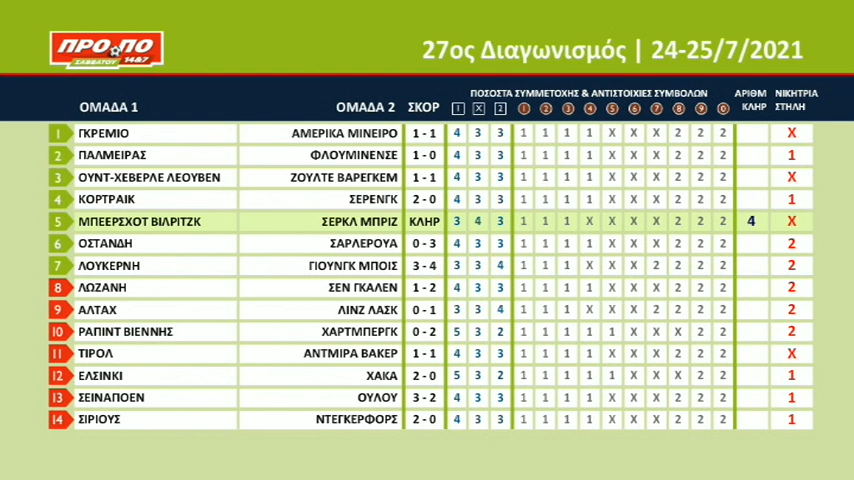 ΠΡΟΠΟ
ΣΑΒΒΑΤΟΥ 14&7
27ος Διαγωνισμός | 24-25/7/2021
ΠΟΣΟΣΤΑ ΣΥΜΜΕΤΟΧΗΣ & ΑΝΤΙΣΤΟΙΧΙΕΣ ΣΥΜΒΟΛΩΝ ΑΡΙΘΜ ΝΙΚΗΤΡΙΑ
ΟΜΑΔΑ 1 ΟΜΑΔΑ 2 ΣΚΟΡ 1 X 2 1 2 3 4 5 6 7 8 9 0 ΚΛΗΡ ΣΤΗΛΗ
1 ΓΚΡΕΜΙΟ ΑΜΕΡΙΚΑ ΜΙΝΕΙΡΟ 1 - 1 4 3 3 1 1 1 1 X X X 2 2 2 X
2 ΠΑΛΜΕΙΡΑΣ ΦΛΟΥΜΙΝΕΝΣΕ 1 - 0 4 3 3 1 1 1 1 X X X 2 2 2 1
3 ΟΥΝΤ-ΧΕΒΕΡΛΕ ΛΕΟΥΒΕΝ ΖΟΥΛΤΕ ΒΑΡΕΓΚΕΜ 1 - 1 4 3 3 1 1 1 1 X X X 2 2 2 X
4 ΚΟΡΤΡΑΙΚ ΣΕΡΕΝΓΚ 2 - 0 4 3 3 1 1 1 1 X X X 2 2 2 1
5 ΜΠΕΕΡΣΧΟΤ ΒΙΛΡΙΤΖΚ ΣΕΡΚΛ ΜΠΡΙΖ ΚΛΗΡ 3 4 3 1 1 1 X X X X 2 2 2 4 X
6 ΟΣΤΑΝΔΗ ΣΑΡΛΕΡΟΥΑ 0 - 3 4 3 3 1 1 1 1 X X X 2 2 2 2
7 ΛΟΥΚΕΡΝΗ ΓΙΟΥΝΓΚ ΜΠΟΙΣ 3 - 4 3 3 4 1 1 1 X X X 2 2 2 2 2
8 ΛΩΖΑΝΗ ΣΕΝ ΓΚΑΛΕΝ 1 - 2 4 3 3 1 1 1 1 X X X 2 2 2 2
9 ΑΛΤΑΧ ΛΙΝΖ ΛΑΣΚ 0 - 1 3 3 4 1 1 1 X X X 2 2 2 2 2
10 ΡΑΠΙΝΤ ΒΙΕΝΝΗΣ ΧΑΡΤΜΠΕΡΓΚ 0 - 2 5 3 2 1 1 1 1 1 X X X 2 2 2
11 ΤΙΡΟΛ ΑΝΤΜΙΡΑ ΒΑΚΕΡ 1 - 1 4 3 3 1 1 1 1 X X X 2 2 2 X
12 ΕΛΣΙΝΚΙ ΧΑΚΑ 2 - 0 5 3 2 1 1 1 1 1 X X X 2 2 1
13 ΣΕΙΝΑΠΟΕΝ ΟΥΛΟΥ 3 - 2 4 3 3 1 1 1 1 X X X 2 2 2 1
14 ΣΙΡΙΟΥΣ ΝΤΕΓΚΕΡΦΟΡΣ 2 - 0 4 3 3 1 1 1 1 X X X 2 2 2 1